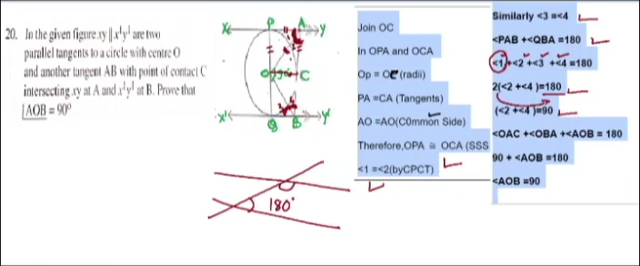 20. In the given figure xy || x¹y¹ are two
parallel tangents to a circle with centre O
and another tangent AB with point of contact C
intersecting xy at A and x¹y¹ at B. Prove that
⌊AOB = 90⁰
X P A Y
O C
X' Q B Y'
180°
Join OC
In OPA and OCA
Op = OC (radii)
PA =CA (Tangents)
AO =AO(C0mmon Side)
Therefore,OPA ≅ OCA (SSS
<1 =<2(byCPCT)
Similarly <3 =<4
<PAB +<QBA =180
<1+<2 +<3 +<4 =180
2(<2 +<4 )=180
(<2 +<4 )=90
<OAC +<OBA +<AOB = 180
90 + <AOB =180
<AOB =90